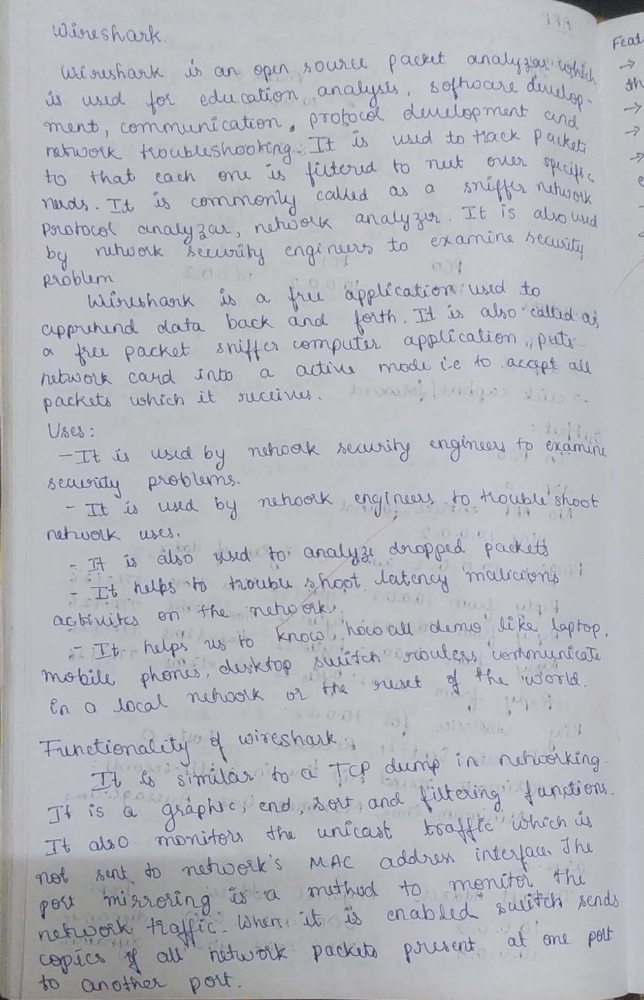 Wireshark.
Wireshark is an open source packet analyzar which
is used for education, analysis, software develop-
ment, communication, protocol development and
network troubleshooting. It is used to track packets
to that each one is filtered to neet over specific
needs. It is commonly called as a sniffer network
protocol analyzar, network analyzer. It is also used
by network security engineers to examine security
problem
Wireshark is a free application used to
apprehend data back and forth. It is also called as
a free packet sniffer computer application, puts
network card into a active mode i.e to accept all
packets which it receives.
Uses:
- It is used by network security engineers to examine
security problems.
- It is used by network engineers to trouble shoot
network uses.
- It is also used to analyze dropped packets
- It helps to trouble shoot latency malicions
activites on the network.
- It helps us to know how all demo like laptop,
mobile phones, desktop switch routers communicate
in a local network or the reset of the world.
Functionality of wireshark.
It is similar to a TCP dump in networking.
It is a graphic, end, sort and filtering functions.
It also monitors the unicast traffic which is
not sent to network's MAC address interface. The
port mirroring is a method to monitor the
network traffic. When it is enabled switch sends
copies of all network packets present at one port
to another port.
Feat
→
th
→
→
→